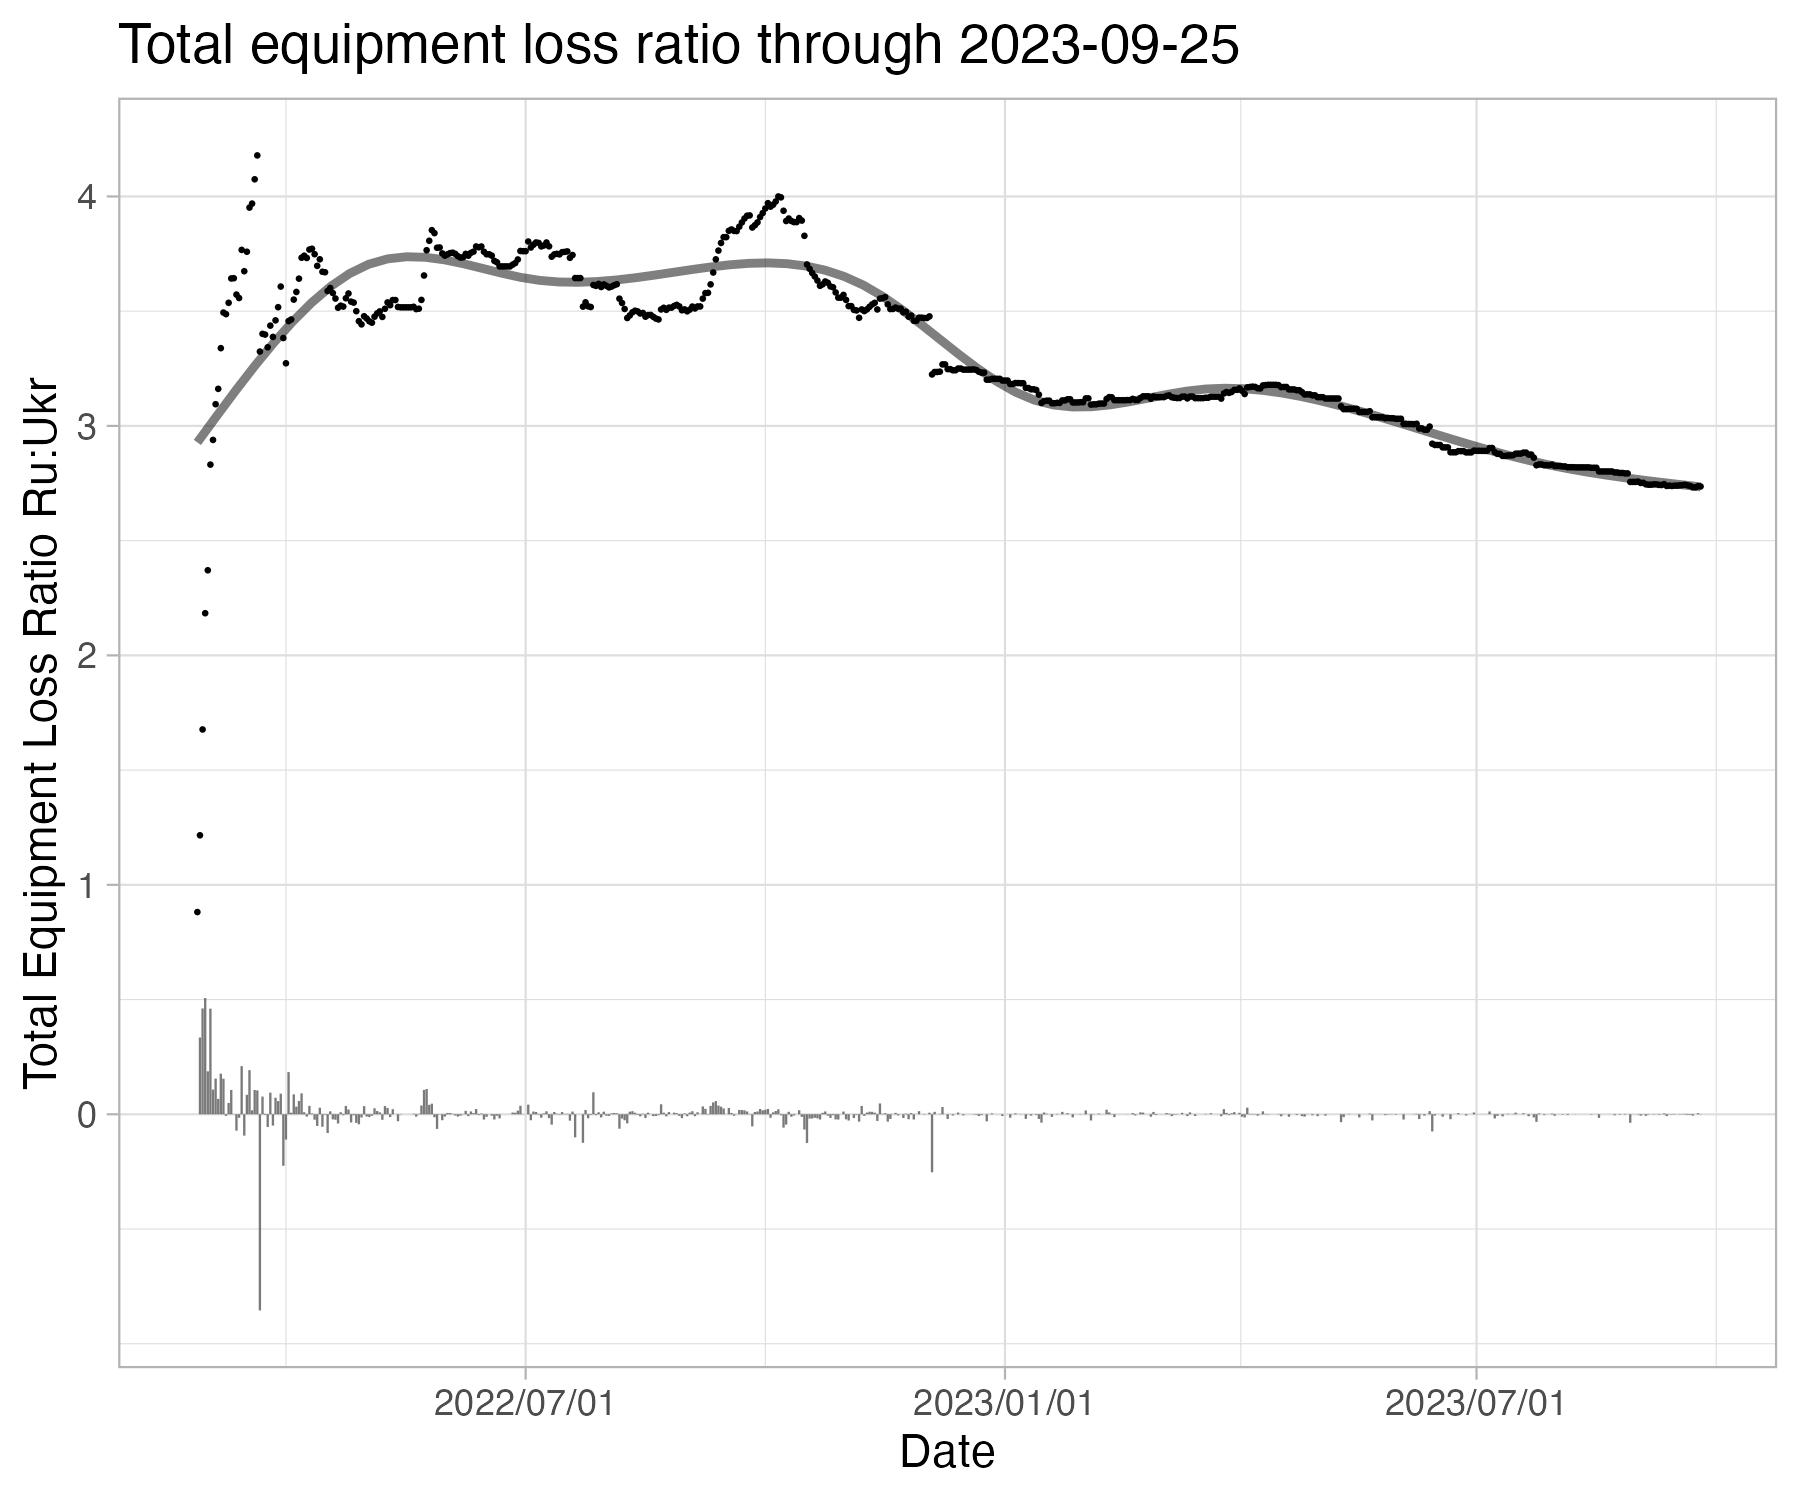 Total equipment loss ratio through 2023-09-25
Total Equipment Loss Ratio Ru:Ukr
4
3
2
1
0
2022/07/01
2023/01/01
2023/07/01
Date